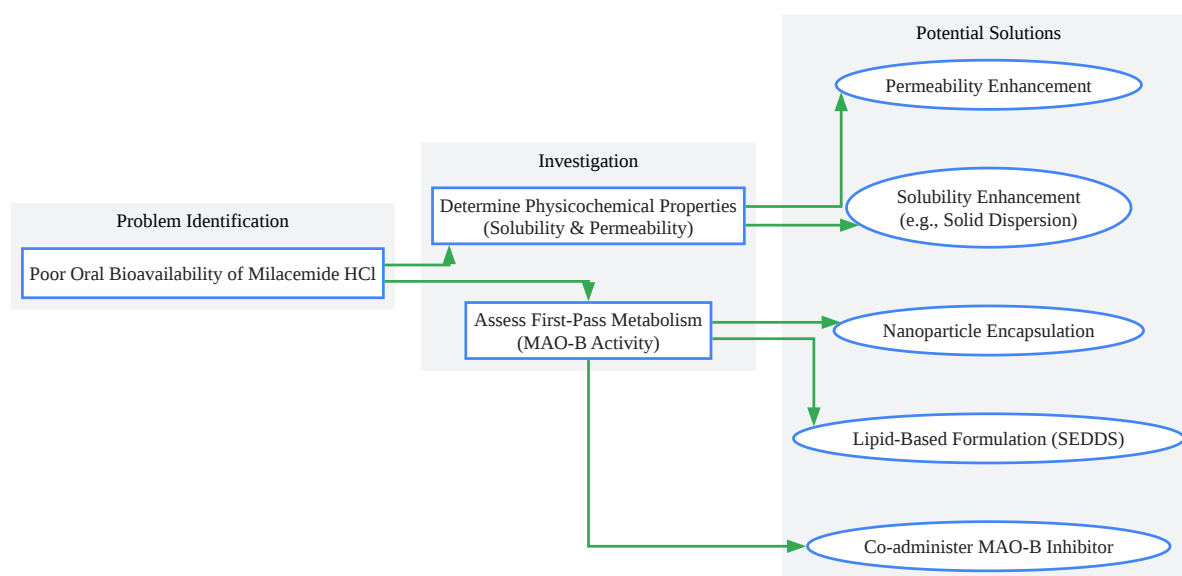 Problem Identification
Poor Oral Bioavailability of Milacemide HCl
Investigation
Determine Physicochemical Properties
(Solubility & Permeability)
Assess First-Pass Metabolism
(MAO-B Activity)
Potential Solutions
Permeability Enhancement
Solubility Enhancement
(e.g., Solid Dispersion)
Nanoparticle Encapsulation
Lipid-Based Formulation (SEDDS)
Co-administer MAO-B Inhibitor